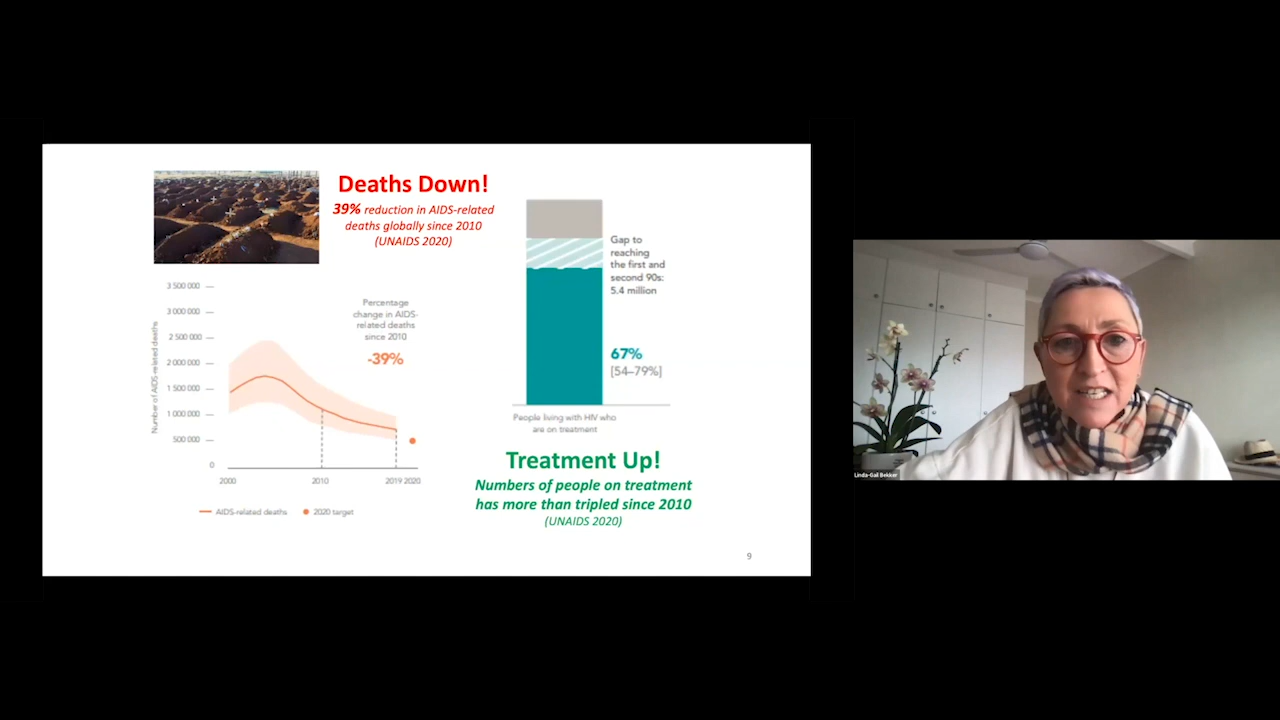 Deaths Down!
39% reduction in AIDS-related
deaths globally since 2010
(UNAIDS 2020)
3 500 000
3 000 000
2 500 000
2 000 000
1 500 000
1 000 000
500 000
0
Number of AIDS-related deaths
Percentage
change in AIDS-
related deaths
since 2010
-39%
2000
2010
2019 2020
AIDS-related deaths
2020 target
Gap to
reaching
the first and
second 90s:
5.4 million
67%
[54–79%]
People living with HIV who
are on treatment
Treatment Up!
Numbers of people on treatment
has more than tripled since 2010
(UNAIDS 2020)
9
Linda-Gail Bekker